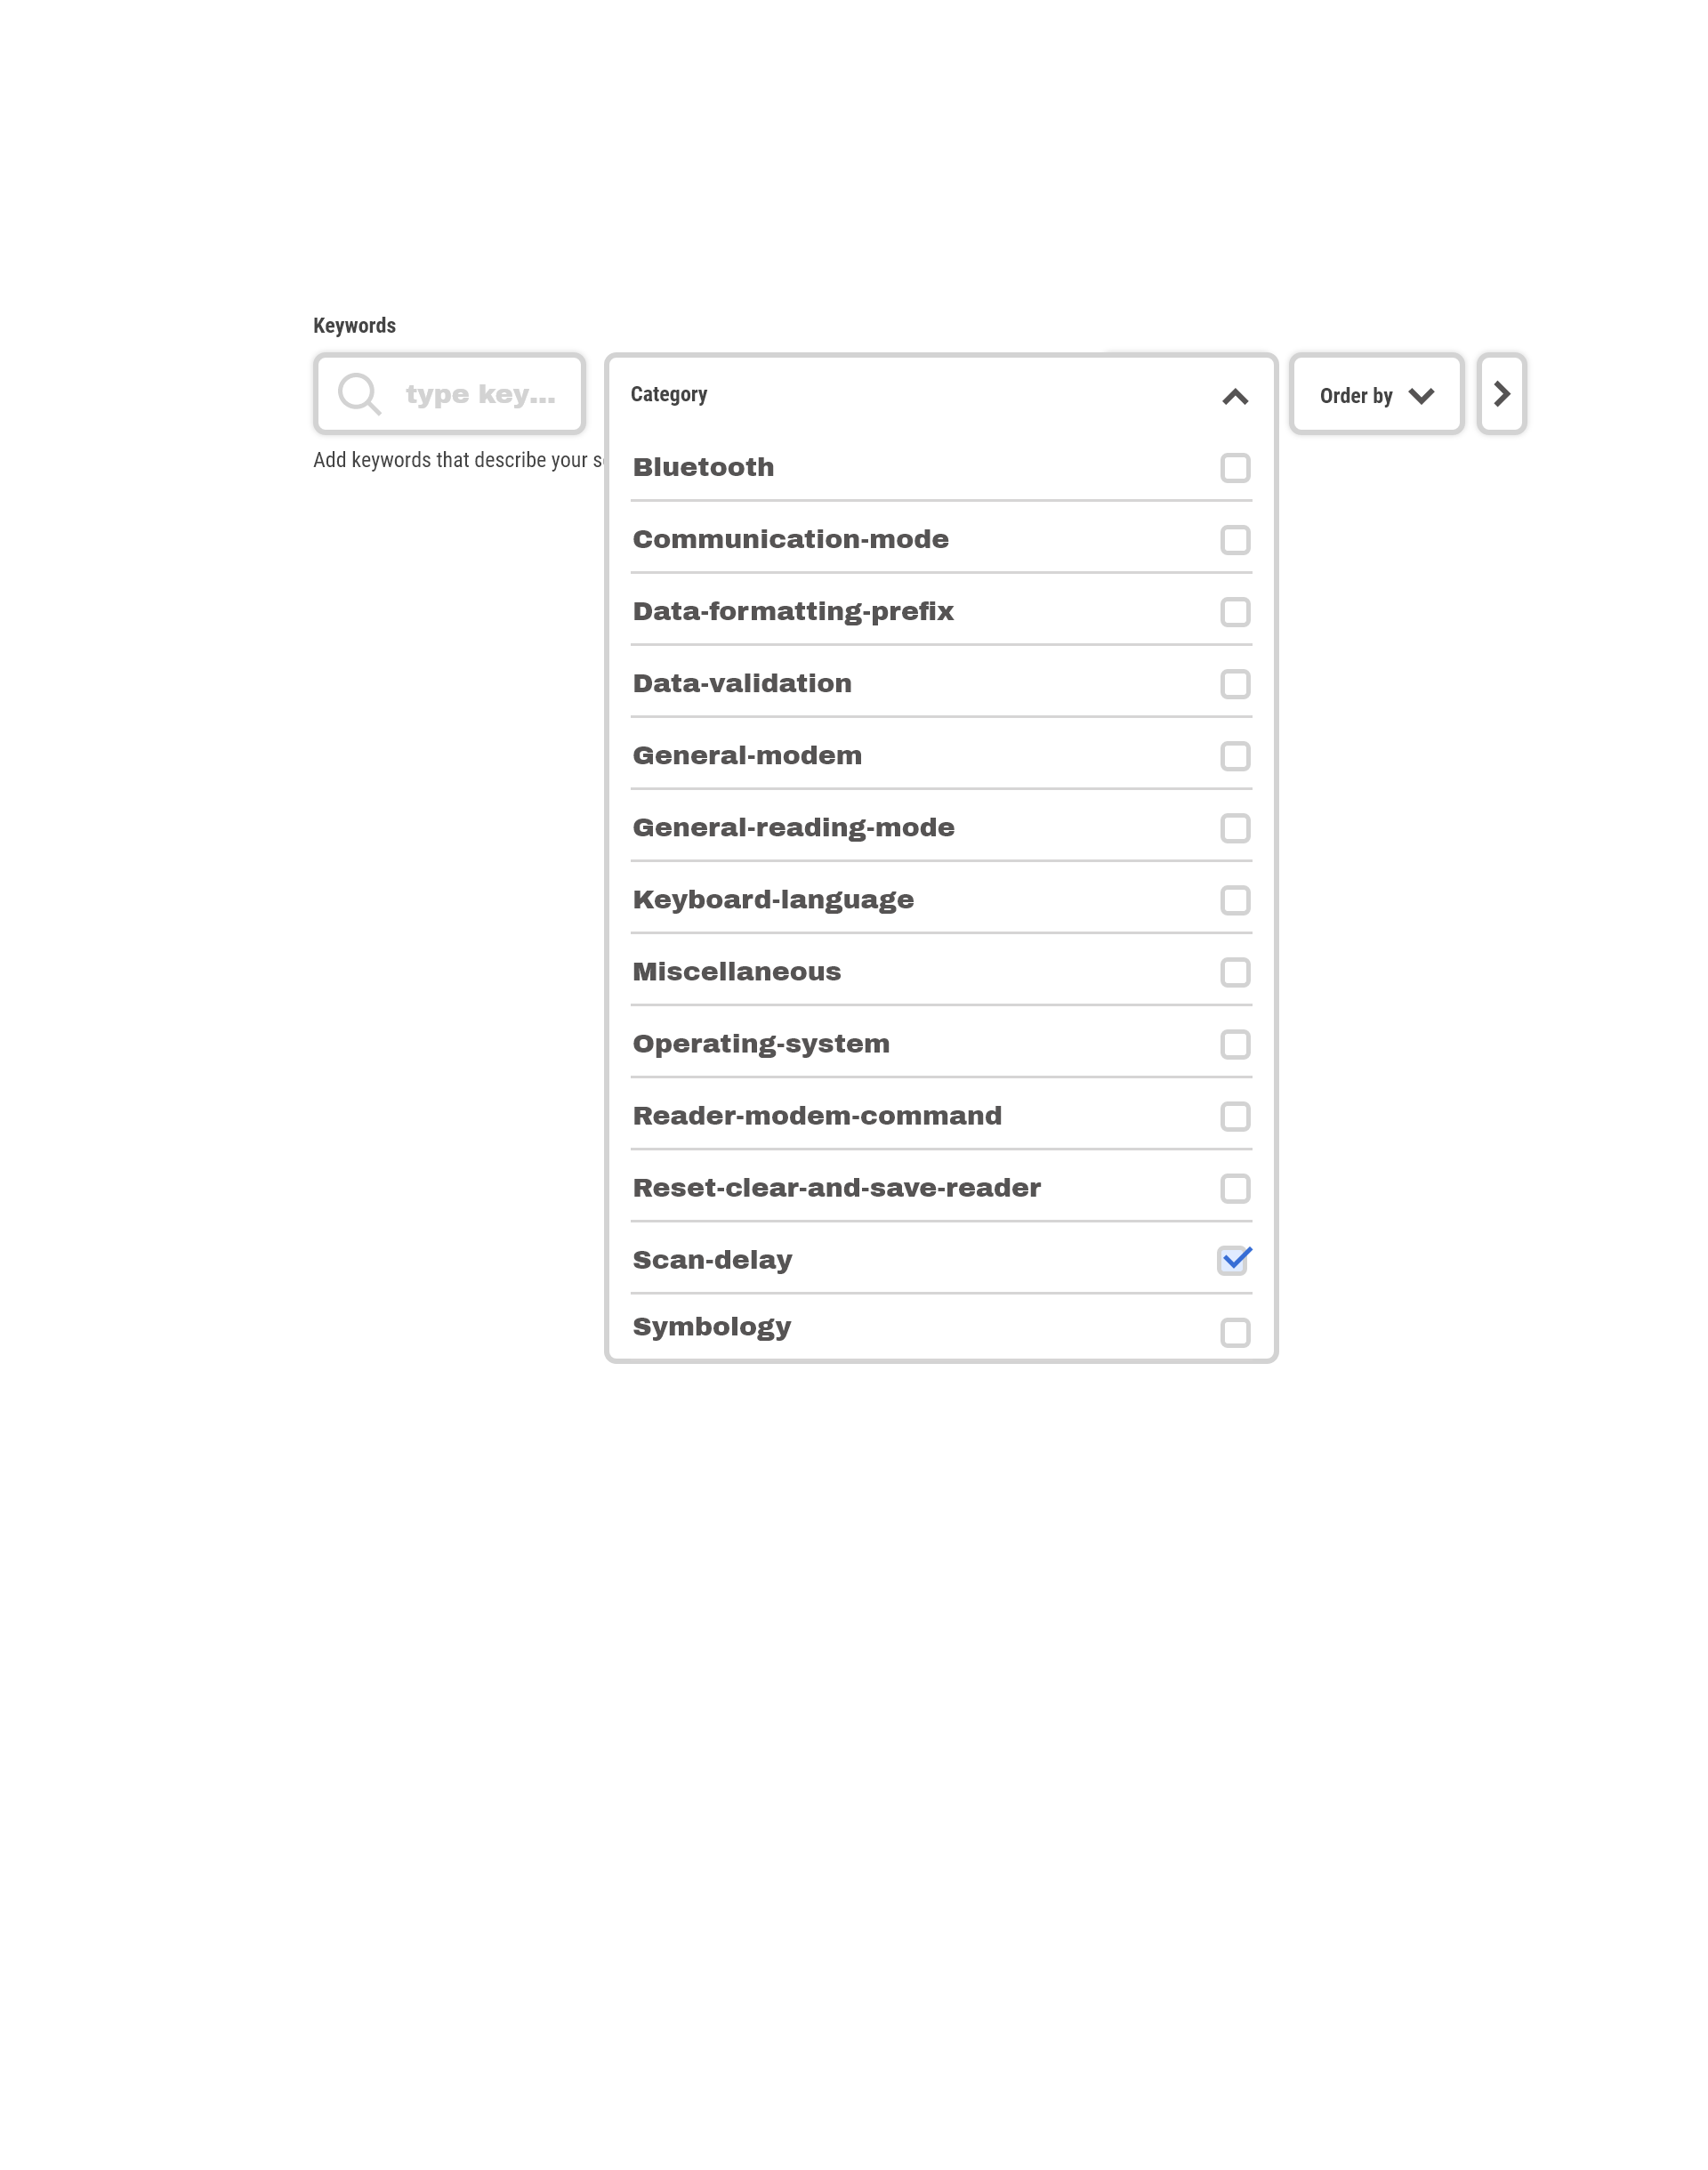 Keywords
type key...
Category
Order by
Add keywords that describe your
Bluetooth
Communication-mode
Data-formatting-prefix
Data-validation
General-modem
General-reading-mode
Keyboard-language
Miscellaneous
Operating-system
Reader-modem-command
Reset-clear-and-save-reader
Scan-delay
Symbology